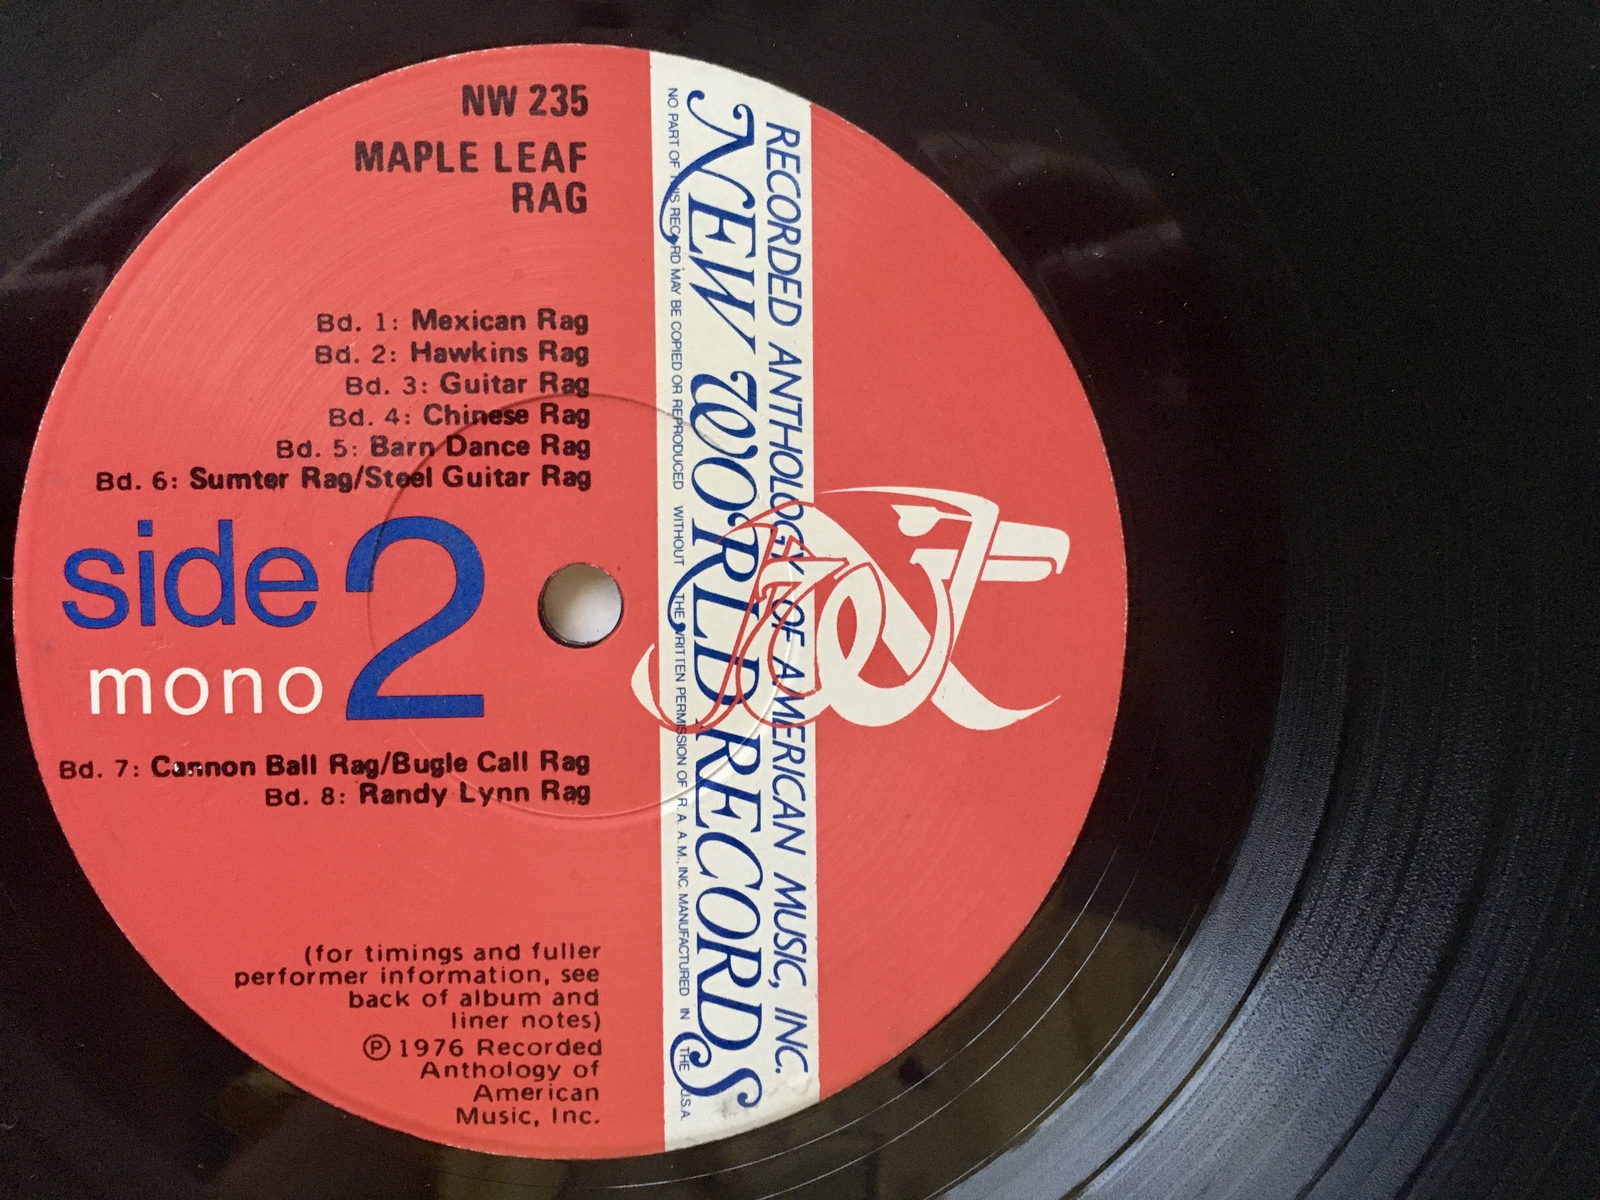 NW 235
MAPLE LEAF
RAG
Bd. 1: Mexican Rag
Bd. 2: Hawkins Rag
Bd. 3: Guitar Rag
Bd. 4: Chinese Rag
Bd. 5: Barn Dance Rag
Bd. 6: Sumter Rag/Steel Guitar Rag
side 2
mono
Bd. 7: Cannon Ball Rag/Bugle Call Rag
Bd. 8: Randy Lynn Rag
(for timings and fuller
performer information, see
back of album and
liner notes)
℗ 1976 Recorded
Anthology of
American
Music, Inc.
RECORDED ANTHOLOGY OF AMERICAN MUSIC, INC.
NEW WORLD RECORDS
NO PART OF THIS RECORD MAY BE COPIED OR REPRODUCED WITHOUT THE WRITTEN PERMISSION OF R.A.A.M., INC. MANUFACTURED IN THE U.S.A.